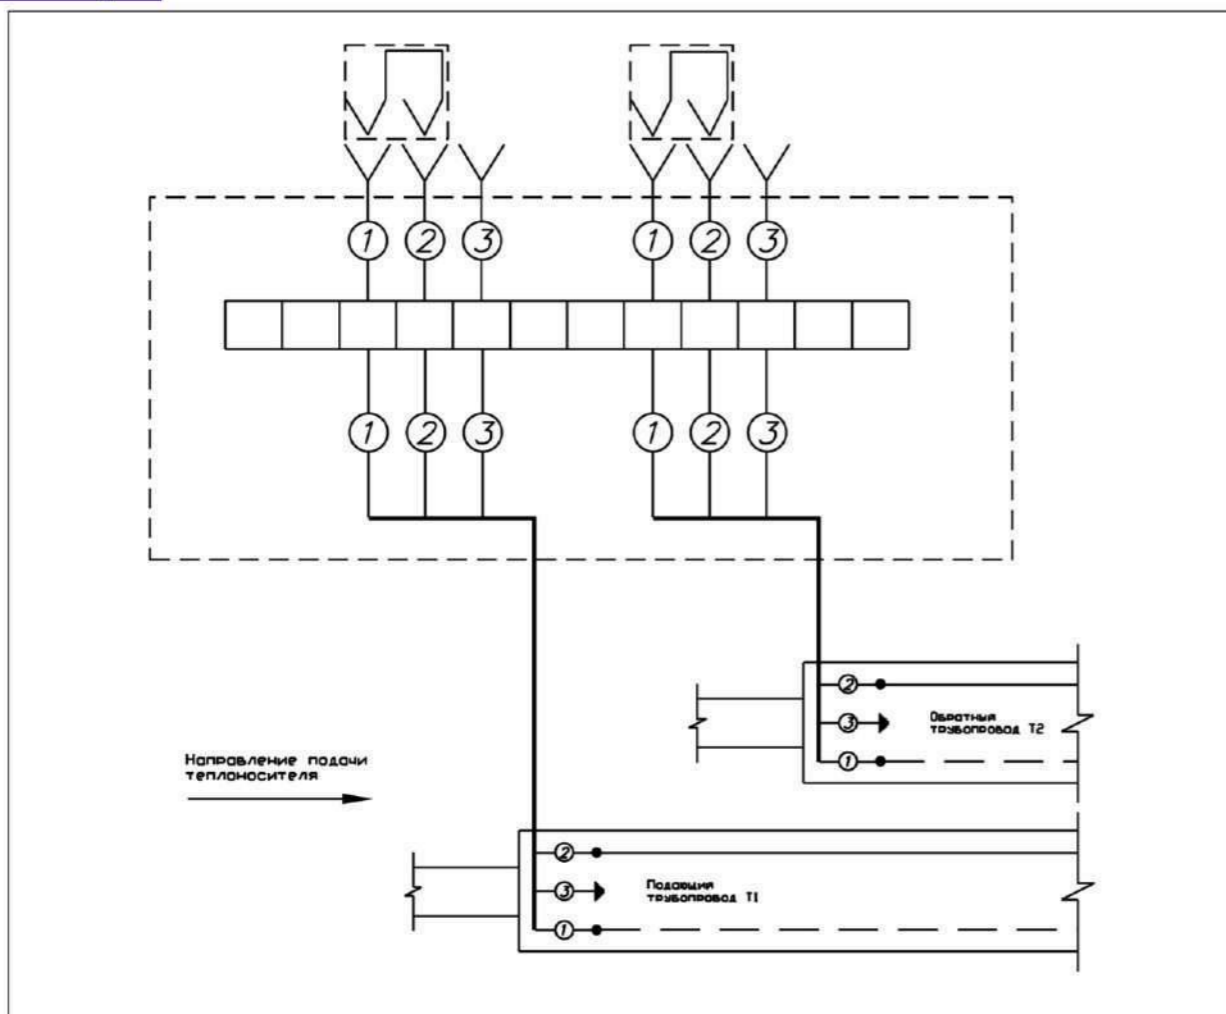 1 2 3 1 2 3
1 2 3 1 2 3
2
3 Обратный
трубопровод Т2
1
Направление подачи
теплоносителя
2
3 Подающий
трубопровод Т1
1